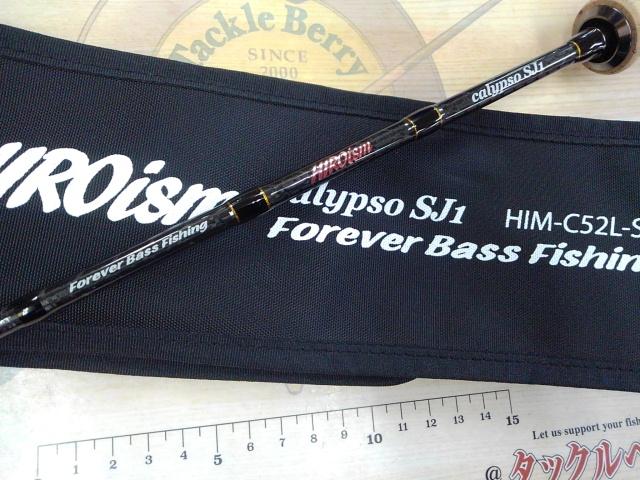 Tackle Berry
SINCE
2000
calypso SJ1
HIROism
Forever Bass Fishing
HIROism
alypso SJ1
HIM-C52L-S
Forever Bass Fishin
1 2 3 4 5 6 7 8 9 10 11 12 13 14 15
Let us support your fish
@ タックルベ